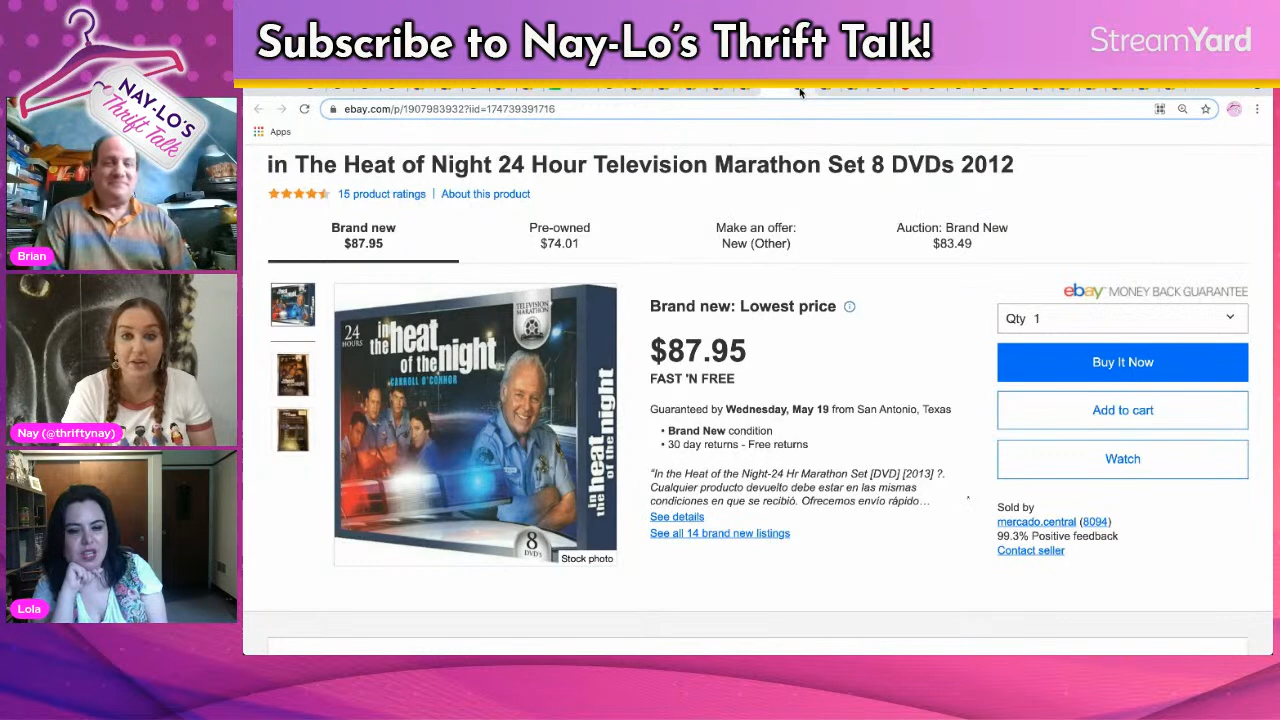 Subscribe to Nay-Lo's Thrift Talk!
StreamYard
NAY-LO'S
Thrift Talk
Brian
Nay (@thriftynay)
Lola
ebay.com/p/1907983932?iid=174739391716
Apps
in The Heat of Night 24 Hour Television Marathon Set 8 DVDs 2012
15 product ratings | About this product
Brand new
$87.95
Pre-owned
$74.01
Make an offer:
New (Other)
Auction: Brand New
$83.49
24
HOURS
TELEVISION
MARATHON
in
the heat
of the night
CARROLL O'CONNOR
in the heat of the night
8
DVD's
Stock photo
Brand new: Lowest price
$87.95
FAST 'N FREE
Guaranteed by Wednesday, May 19 from San Antonio, Texas
• Brand New condition
• 30 day returns - Free returns
"In the Heat of the Night-24 Hr Marathon Set [DVD] [2013] ?.
Cualquier producto devuelto debe estar en las mismas
condiciones en que se recibió. Ofrecemos envío rápido…
See details
See all 14 brand new listings
ebay MONEY BACK GUARANTEE
Qty 1
Buy It Now
Add to cart
Watch
Sold by
mercado.central (8094)
99.3% Positive feedback
Contact seller